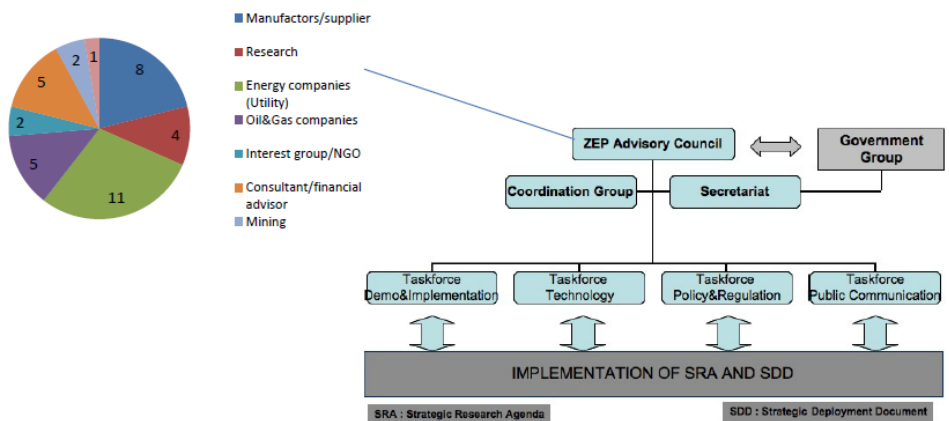 1
2
8
5
2
4
5
11
Manufactors/supplier
Research
Energy companies
(Utility)
Oil&Gas companies
Interest group/NGO
Consultant/financial
advisor
Mining
ZEP Advisory Council
Government
Group
Coordination Group
Secretariat
Taskforce
Demo&Implementation
Taskforce
Technology
Taskforce
Policy&Regulation
Taskforce
Public Communication
IMPLEMENTATION OF SRA AND SDD
SRA : Strategic Research Agenda
SDD : Strategic Deployment Document